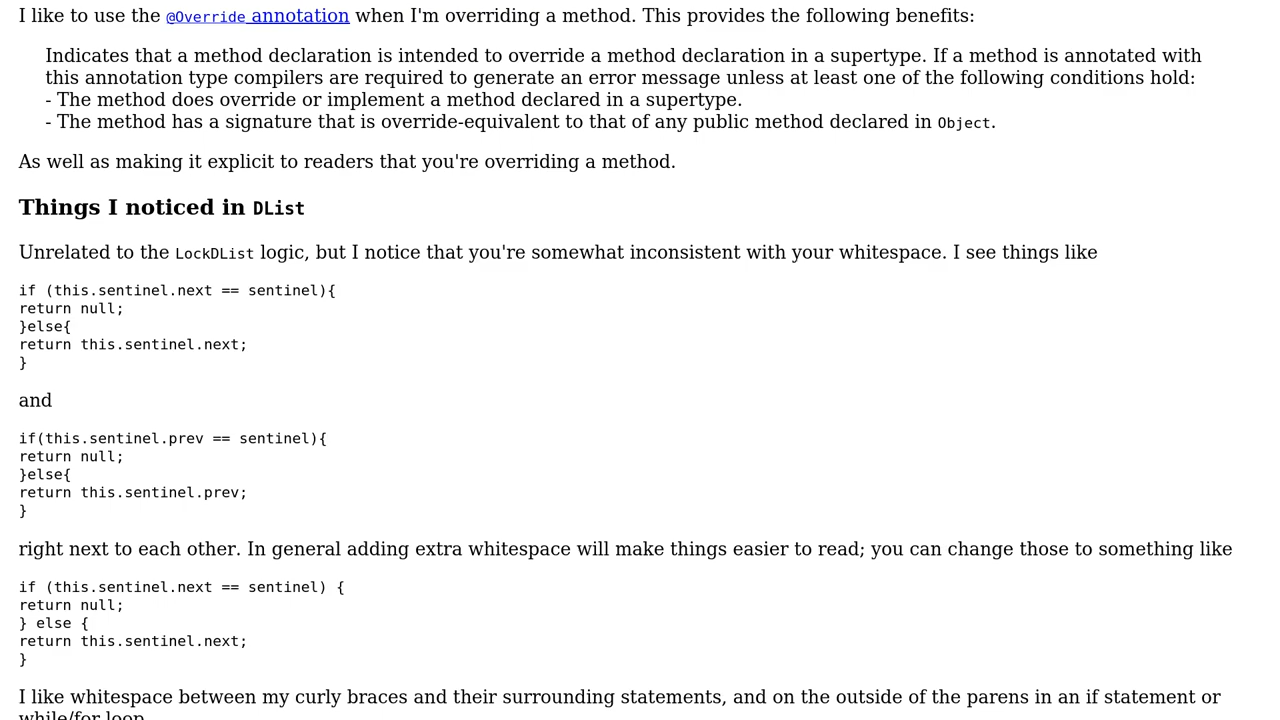 I like to use the @Override annotation when I'm overriding a method. This provides the following benefits:
Indicates that a method declaration is intended to override a method declaration in a supertype. If a method is annotated with
this annotation type compilers are required to generate an error message unless at least one of the following conditions hold:
- The method does override or implement a method declared in a supertype.
- The method has a signature that is override-equivalent to that of any public method declared in Object.
As well as making it explicit to readers that you're overriding a method.
Things I noticed in DList
Unrelated to the LockDList logic, but I notice that you're somewhat inconsistent with your whitespace. I see things like
if (this.sentinel.next == sentinel){
return null;
}else{
return this.sentinel.next;
}
and
if(this.sentinel.prev == sentinel){
return null;
}else{
return this.sentinel.prev;
}
right next to each other. In general adding extra whitespace will make things easier to read; you can change those to something like
if (this.sentinel.next == sentinel) {
return null;
} else {
return this.sentinel.next;
}
I like whitespace between my curly braces and their surrounding statements, and on the outside of the parens in an if statement or
while/for loop.